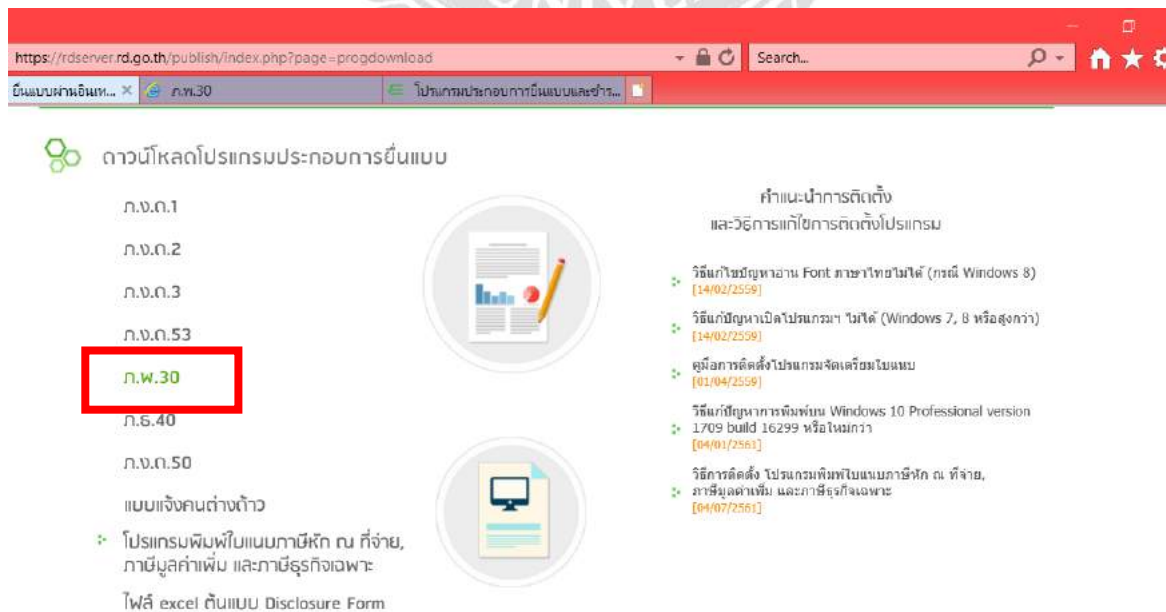 https://rdserver.rd.go.th/publish/index.php?page=progdownload
Search...
ยื่นแบบผ่านอินเท...
ภ.พ.30
โปรแกรมประกอบการยื่นแบบและชำร...
ดาวน์โหลดโปรแกรมประกอบการยื่นแบบ
ภ.ง.ด.1
ภ.ง.ด.2
ภ.ง.ด.3
ภ.ง.ด.53
ภ.พ.30
ภ.ธ.40
ภ.ง.ด.50
แบบแจ้งคนต่างด้าว
โปรแกรมพิมพ์ใบแนบภาษีหัก ณ ที่จ่าย,
ภาษีมูลค่าเพิ่ม และภาษีธุรกิจเฉพาะ
ไฟล์ excel ต้นแบบ Disclosure Form
คำแนะนำการติดตั้ง
และวิธีการแก้ไขการติดตั้งโปรแกรม
วิธีแก้ไขปัญหาอ่าน Font ภาษาไทยไม่ได้ (กรณี Windows 8)
[14/02/2559]
วิธีแก้ปัญหาเปิดโปรแกรมฯ ไม่ได้ (Windows 7, 8 หรือสูงกว่า)
[14/02/2559]
คู่มือการติดตั้งโปรแกรมจัดเตรียมใบแนบ
[01/04/2559]
วิธีแก้ปัญหาการพิมพ์บน Windows 10 Professional version
1709 build 16299 หรือใหม่กว่า
[04/01/2561]
วิธีการติดตั้ง โปรแกรมพิมพ์ใบแนบภาษีหัก ณ ที่จ่าย,
ภาษีมูลค่าเพิ่ม และภาษีธุรกิจเฉพาะ
[04/07/2561]